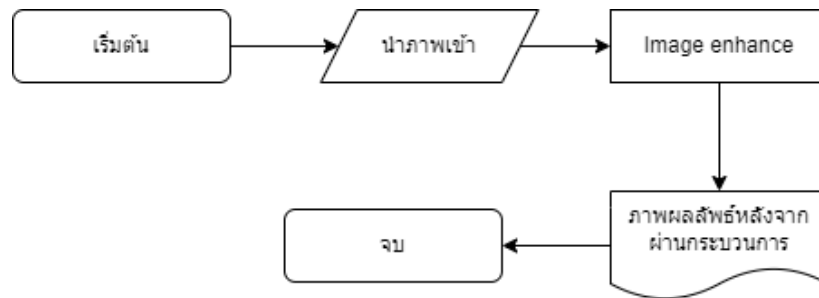 เริ่มต้น
นำภาพเข้า
Image enhance
ภาพผลลัพธ์หลังจาก
ผ่านกระบวนการ
จบ